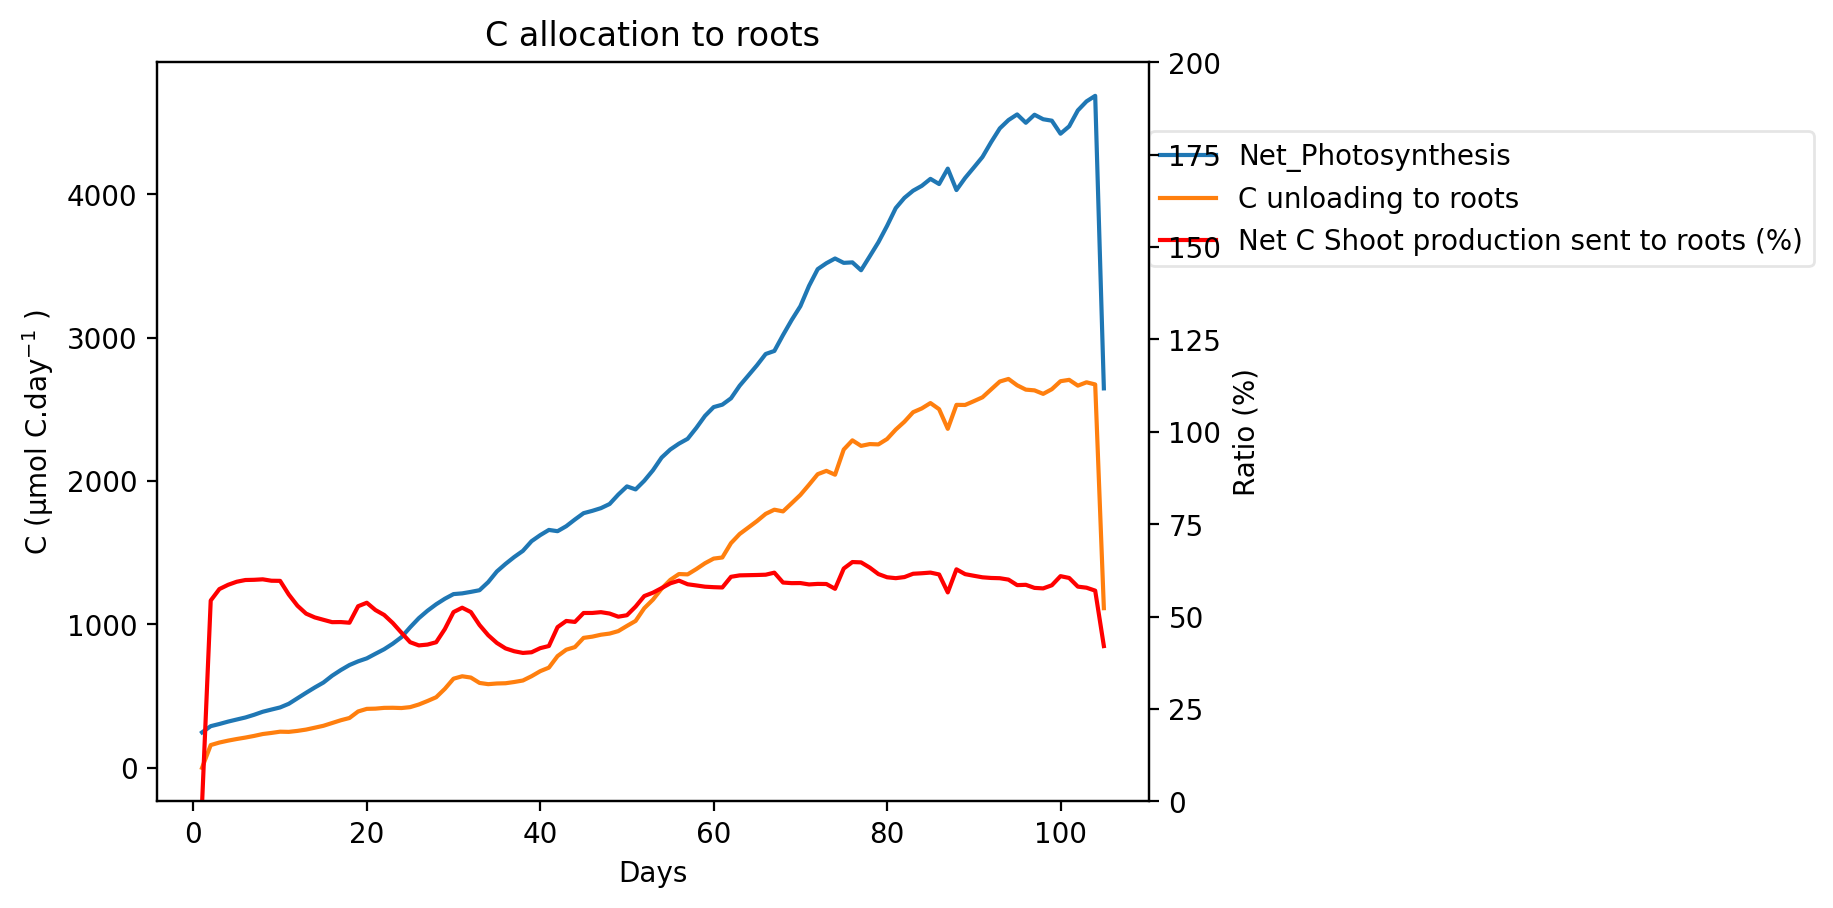 C allocation to roots
C (µmol C.day⁻¹ )
4000
3000
2000
1000
0
0 20 40 60 80 100
Days
200
175
150
125
100
75
50
25
0
Ratio (%)
Net_Photosynthesis
C unloading to roots
Net C Shoot production sent to roots (%)